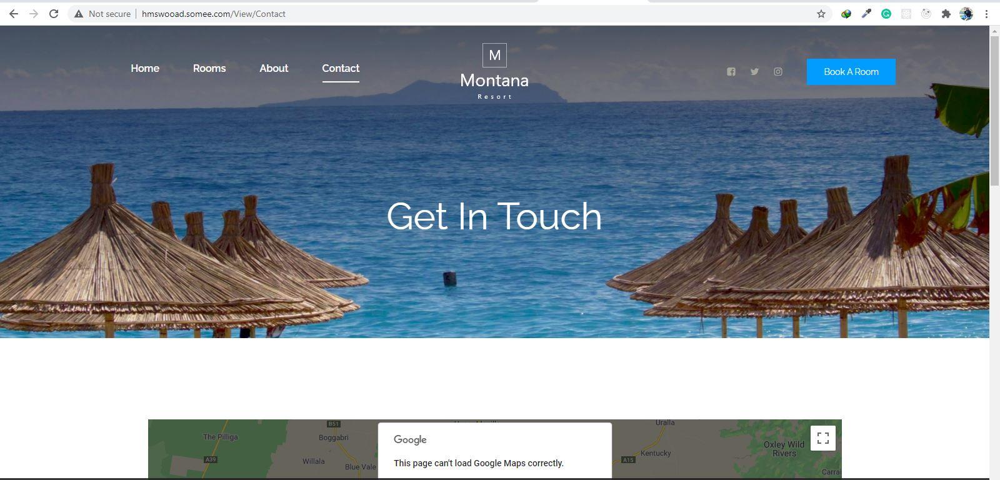 Not secure
hmswooad.somee.com/View/Contact
Home
Rooms
About
Contact
M
Montana
Resort
Book A Room
Get In Touch
The Pilliga
B51
Boggabri
A39
Willala
Blue Vale
Google
This page can't load Google Maps correctly.
Uralla
Kentucky
A15
Oxley Wild
Rivers
Carrai